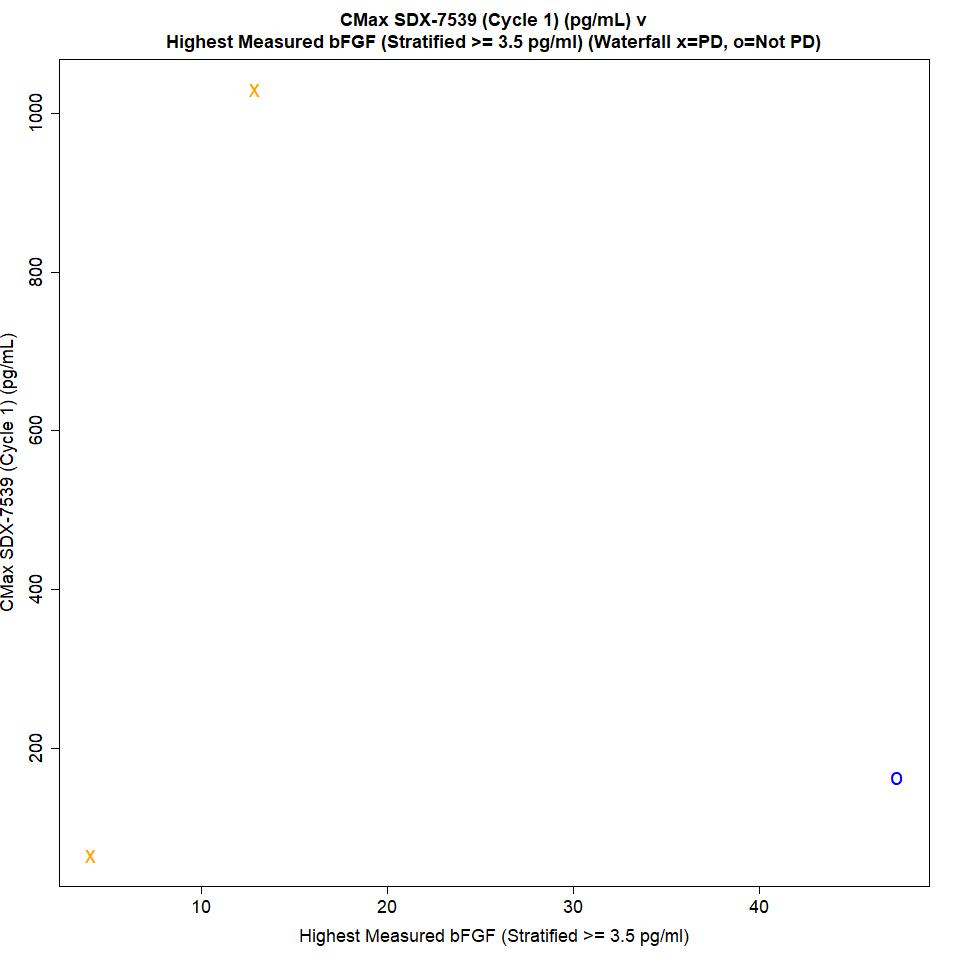 CMax SDX-7539 (Cycle 1) (pg/mL) v
Highest Measured bFGF (Stratified >= 3.5 pg/ml) (Waterfall x=PD, o=Not PD)
CMax SDX-7539 (Cycle 1) (pg/mL)
1000
800
600
400
200
X
X
O
10
20
30
40
Highest Measured bFGF (Stratified >= 3.5 pg/ml)